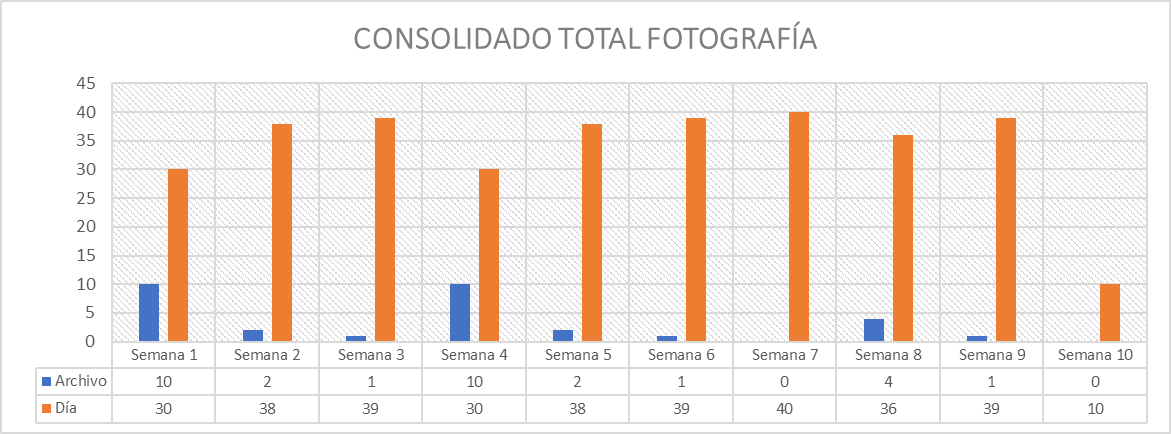 CONSOLIDADO TOTAL FOTOGRAFÍA
45
40
35
30
25
20
15
10
5
0
Semana 1 Semana 2 Semana 3 Semana 4 Semana 5 Semana 6 Semana 7 Semana 8 Semana 9 Semana 10
Archivo 10 2 1 10 2 1 0 4 1 0
Día 30 38 39 30 38 39 40 36 39 10